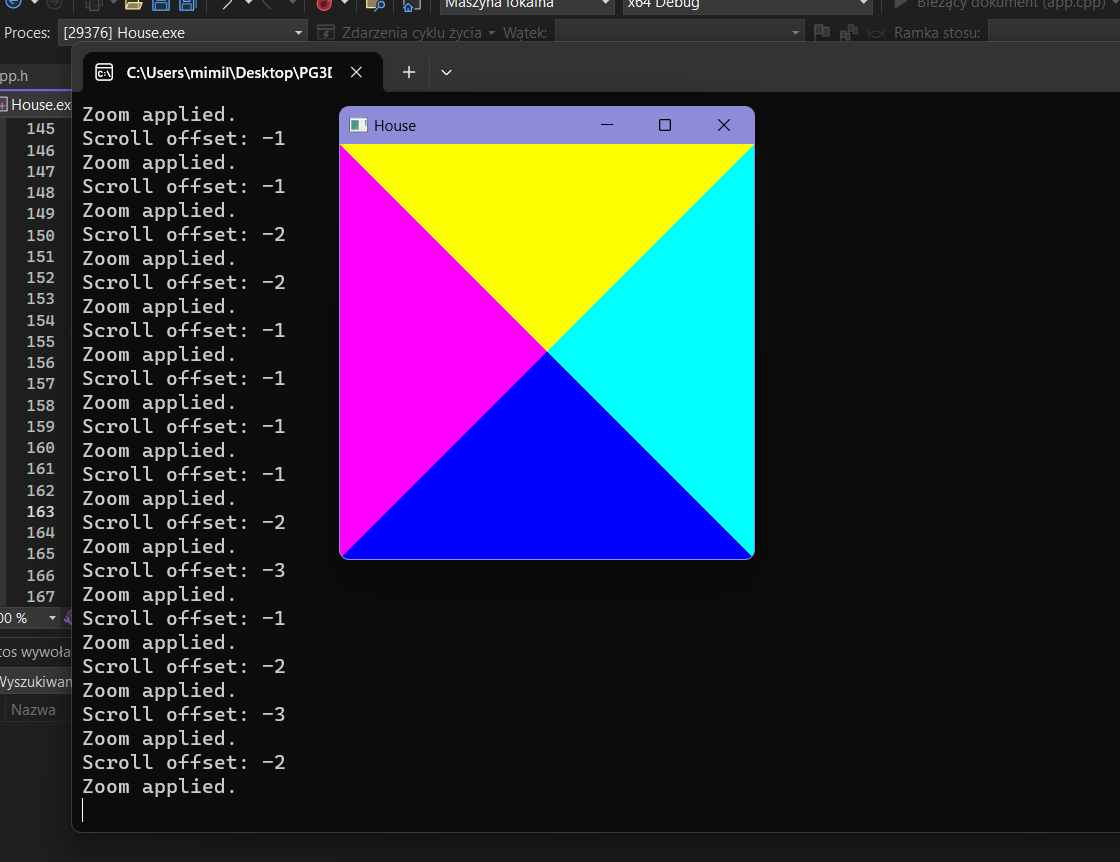 Maszyna lokalna
x64 Debug
Bieżący dokument (app.cpp)
Proces:
[29376] House.exe
Zdarzenia cyklu życia
Wątek:
Ramka stosu:
pp.h
C:\Users\mimil\Desktop\PG3D
House.ex
145
146
147
148
149
150
151
152
153
154
155
156
157
158
159
160
161
162
163
164
165
166
167
00 %
tos wywoła
Wyszukiwan
Nazwa
Zoom applied.
Scroll offset: -1
Zoom applied.
Scroll offset: -1
Zoom applied.
Scroll offset: -2
Zoom applied.
Scroll offset: -2
Zoom applied.
Scroll offset: -1
Zoom applied.
Scroll offset: -1
Zoom applied.
Scroll offset: -1
Zoom applied.
Scroll offset: -1
Zoom applied.
Scroll offset: -2
Zoom applied.
Scroll offset: -3
Zoom applied.
Scroll offset: -1
Zoom applied.
Scroll offset: -2
Zoom applied.
Scroll offset: -3
Zoom applied.
Scroll offset: -2
Zoom applied.
House